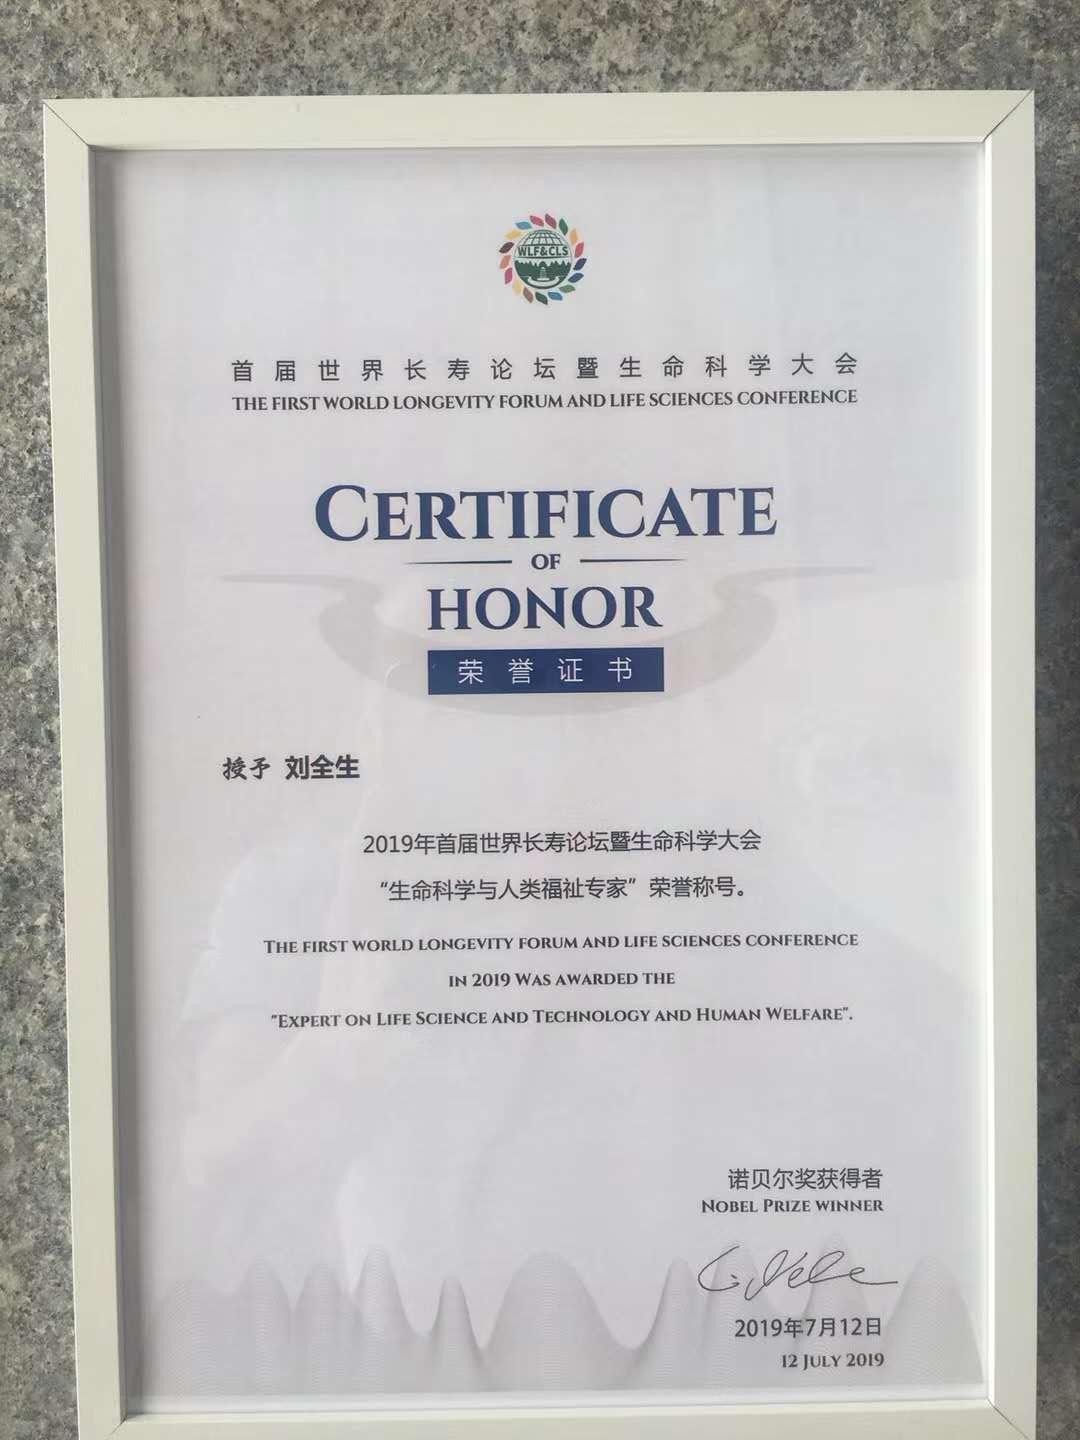 WLF&CLS
首届世界长寿论坛暨生命科学大会
THE FIRST WORLD LONGEVITY FORUM AND LIFE SCIENCES CONFERENCE
CERTIFICATE
OF
HONOR
荣誉证书
授予 刘全生
2019年首届世界长寿论坛暨生命科学大会
“生命科学与人类福祉专家”荣誉称号。
THE FIRST WORLD LONGEVITY FORUM AND LIFE SCIENCES CONFERENCE
IN 2019 WAS AWARDED THE
"EXPERT ON LIFE SCIENCE AND TECHNOLOGY AND HUMAN WELFARE".
诺贝尔奖获得者
NOBEL PRIZE WINNER
2019年7月12日
12 JULY 2019